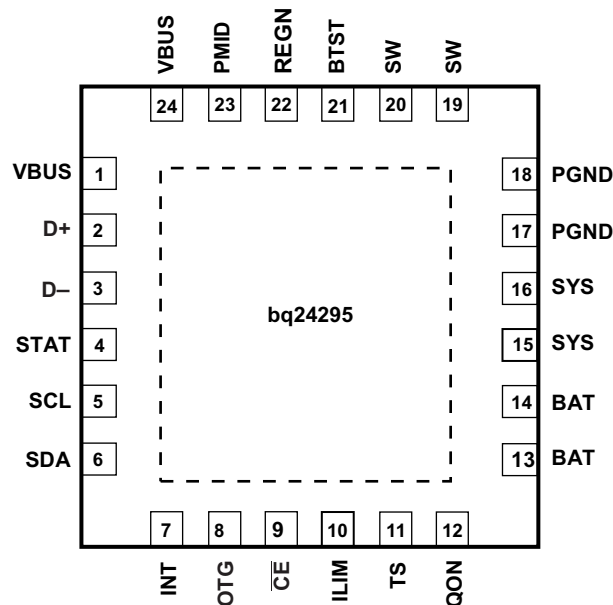 VBUS PMID REGN BTST SW SW
24 23 22 21 20 19
VBUS 1 18 PGND
D+ 2 17 PGND
D– 3 16 SYS
bq24295
STAT 4 15 SYS
SCL 5 14 BAT
SDA 6 13 BAT
7 8 9 10 11 12
INT OTG C̅E̅ ILIM TS QON